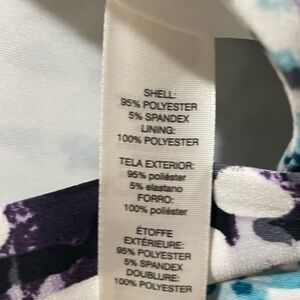 SHELL:
95% POLYESTER
5% SPANDEX
LINING:
100% POLYESTER
TELA EXTERIOR:
95% poliéster
5% elastano
FORRO:
100% poliéster
ÉTOFFE
EXTÉRIEURE:
95% POLYESTER
5% SPANDEX
DOUBLURE:
100% POLYESTER